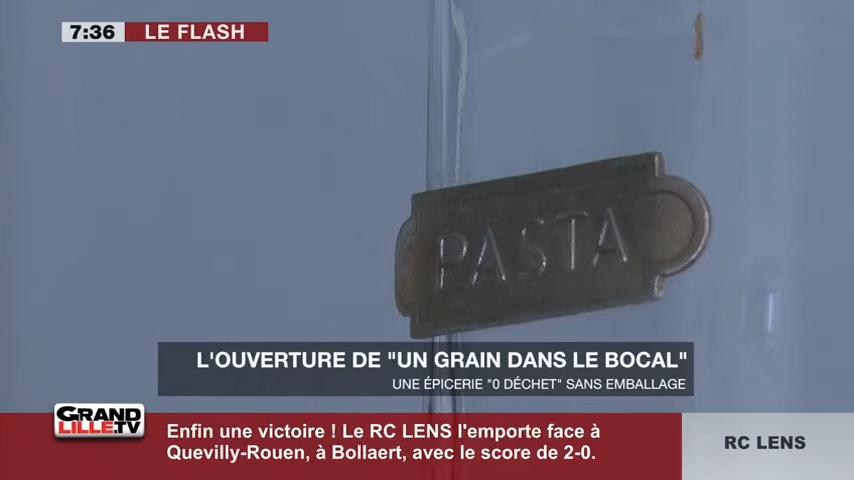 7:36 LE FLASH
PASTA
L'OUVERTURE DE "UN GRAIN DANS LE BOCAL"
UNE ÉPICERIE "0 DÉCHET" SANS EMBALLAGE
GRAND
LILLE.TV
Enfin une victoire ! Le RC LENS l'emporte face à
Quevilly-Rouen, à Bollaert, avec le score de 2-0.
RC LENS